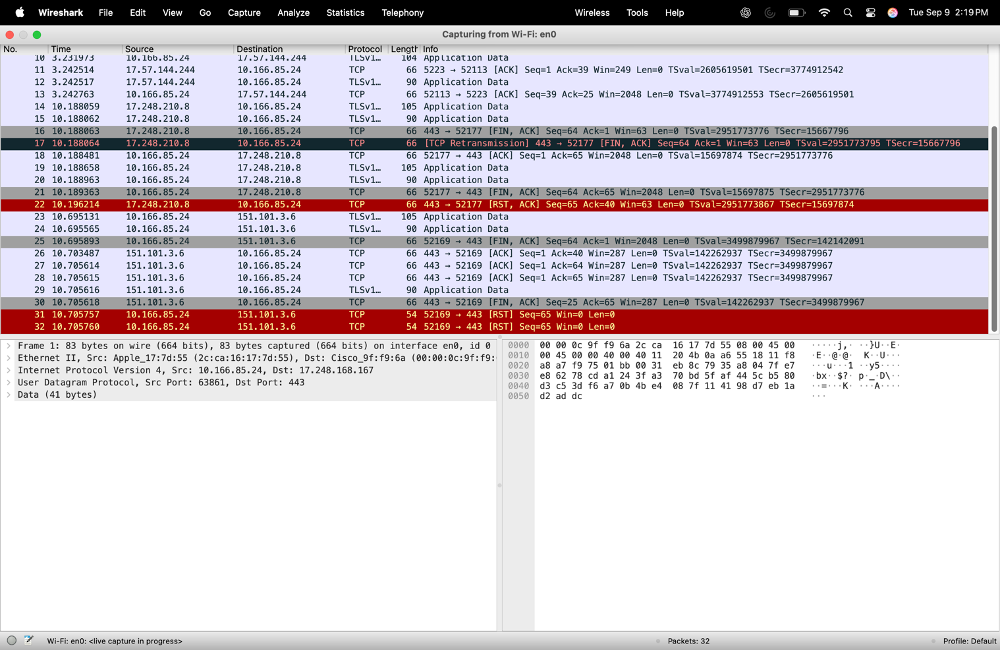 Wireshark File Edit View Go Capture Analyze Statistics Telephony Wireless Tools Help Tue Sep 9 2:19 PM
Capturing from Wi-Fi: en0
No. Time Source Destination Protocol Length Info
10 3.231973 10.166.85.24 17.57.144.244 TLSv1… 104 Application Data
11 3.242514 17.57.144.244 10.166.85.24 TCP 66 5223 → 52113 [ACK] Seq=1 Ack=39 Win=249 Len=0 TSval=2605619501 TSecr=3774912542
12 3.242517 17.57.144.244 10.166.85.24 TLSv1… 90 Application Data
13 3.242763 10.166.85.24 17.57.144.244 TCP 66 52113 → 5223 [ACK] Seq=39 Ack=25 Win=2048 Len=0 TSval=3774912553 TSecr=2605619501
14 10.188059 17.248.210.8 10.166.85.24 TLSv1… 105 Application Data
15 10.188062 17.248.210.8 10.166.85.24 TLSv1… 90 Application Data
16 10.188063 17.248.210.8 10.166.85.24 TCP 66 443 → 52177 [FIN, ACK] Seq=64 Ack=1 Win=63 Len=0 TSval=2951773776 TSecr=15667796
17 10.188064 17.248.210.8 10.166.85.24 TCP 66 [TCP Retransmission] 443 → 52177 [FIN, ACK] Seq=64 Ack=1 Win=63 Len=0 TSval=2951773795 TSecr=15667796
18 10.188481 10.166.85.24 17.248.210.8 TCP 66 52177 → 443 [ACK] Seq=1 Ack=65 Win=2048 Len=0 TSval=15697874 TSecr=2951773776
19 10.188658 10.166.85.24 17.248.210.8 TLSv1… 105 Application Data
20 10.188963 10.166.85.24 17.248.210.8 TLSv1… 90 Application Data
21 10.189363 10.166.85.24 17.248.210.8 TCP 66 52177 → 443 [FIN, ACK] Seq=64 Ack=65 Win=2048 Len=0 TSval=15697875 TSecr=2951773776
22 10.196214 17.248.210.8 10.166.85.24 TCP 66 443 → 52177 [RST, ACK] Seq=65 Ack=40 Win=63 Len=0 TSval=2951773867 TSecr=15697874
23 10.695131 10.166.85.24 151.101.3.6 TLSv1… 105 Application Data
24 10.695565 10.166.85.24 151.101.3.6 TLSv1… 90 Application Data
25 10.695893 10.166.85.24 151.101.3.6 TCP 66 52169 → 443 [FIN, ACK] Seq=64 Ack=1 Win=2048 Len=0 TSval=3499879967 TSecr=142142091
26 10.703487 151.101.3.6 10.166.85.24 TCP 66 443 → 52169 [ACK] Seq=1 Ack=40 Win=287 Len=0 TSval=142262937 TSecr=3499879967
27 10.705614 151.101.3.6 10.166.85.24 TCP 66 443 → 52169 [ACK] Seq=1 Ack=64 Win=287 Len=0 TSval=142262937 TSecr=3499879967
28 10.705615 151.101.3.6 10.166.85.24 TCP 66 443 → 52169 [ACK] Seq=1 Ack=65 Win=287 Len=0 TSval=142262937 TSecr=3499879967
29 10.705616 151.101.3.6 10.166.85.24 TLSv1… 90 Application Data
30 10.705618 151.101.3.6 10.166.85.24 TCP 66 443 → 52169 [FIN, ACK] Seq=25 Ack=65 Win=287 Len=0 TSval=142262937 TSecr=3499879967
31 10.705757 10.166.85.24 151.101.3.6 TCP 54 52169 → 443 [RST] Seq=65 Win=0 Len=0
32 10.705760 10.166.85.24 151.101.3.6 TCP 54 52169 → 443 [RST] Seq=65 Win=0 Len=0
Frame 1: 83 bytes on wire (664 bits), 83 bytes captured (664 bits) on interface en0, id 0
Ethernet II, Src: Apple_17:7d:55 (2c:ca:16:17:7d:55), Dst: Cisco_9f:f9:6a (00:00:0c:9f:f9:
Internet Protocol Version 4, Src: 10.166.85.24, Dst: 17.248.168.167
User Datagram Protocol, Src Port: 63861, Dst Port: 443
Data (41 bytes)
0000 00 00 0c 9f f9 6a 2c ca 16 17 7d 55 08 00 45 00 ·····j,· ··}U··E·
0010 00 45 00 00 40 00 40 11 20 4b 0a a6 55 18 11 f8 ·E··@·@· K··U···
0020 a8 a7 f9 75 01 bb 00 31 eb 8c 79 35 a8 04 7f e7 ···u···1 ··y5····
0030 e8 62 78 cd a1 24 3f a3 70 bd 5f af 44 5c b5 80 ·bx··$?· p·_·D\··
0040 d3 c5 3d f6 a7 0b 4b e4 08 7f 11 41 98 d7 eb 1a ··=···K· ···A····
0050 d2 ad dc ···
Wi-Fi: en0: <live capture in progress> Packets: 32 Profile: Default